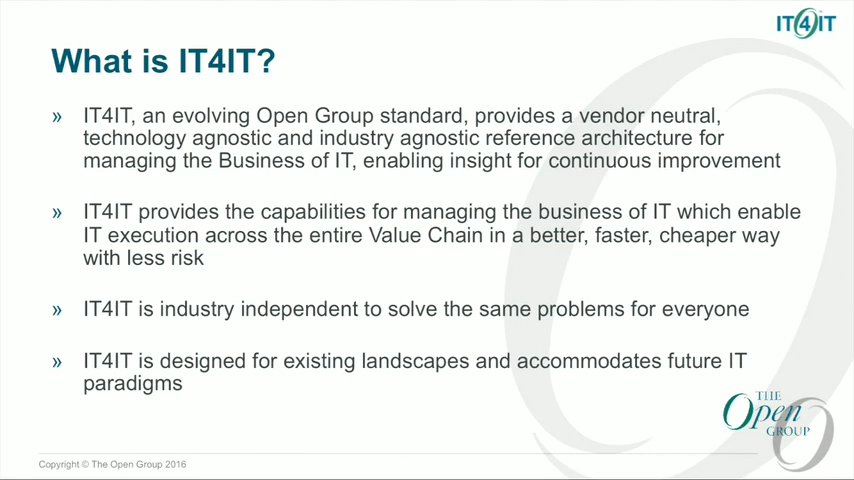 IT4IT
What is IT4IT?
» IT4IT, an evolving Open Group standard, provides a vendor neutral,
technology agnostic and industry agnostic reference architecture for
managing the Business of IT, enabling insight for continuous improvement
» IT4IT provides the capabilities for managing the business of IT which enable
IT execution across the entire Value Chain in a better, faster, cheaper way
with less risk
» IT4IT is industry independent to solve the same problems for everyone
» IT4IT is designed for existing landscapes and accommodates future IT
paradigms
THE
Open
GROUP
Copyright © The Open Group 2016